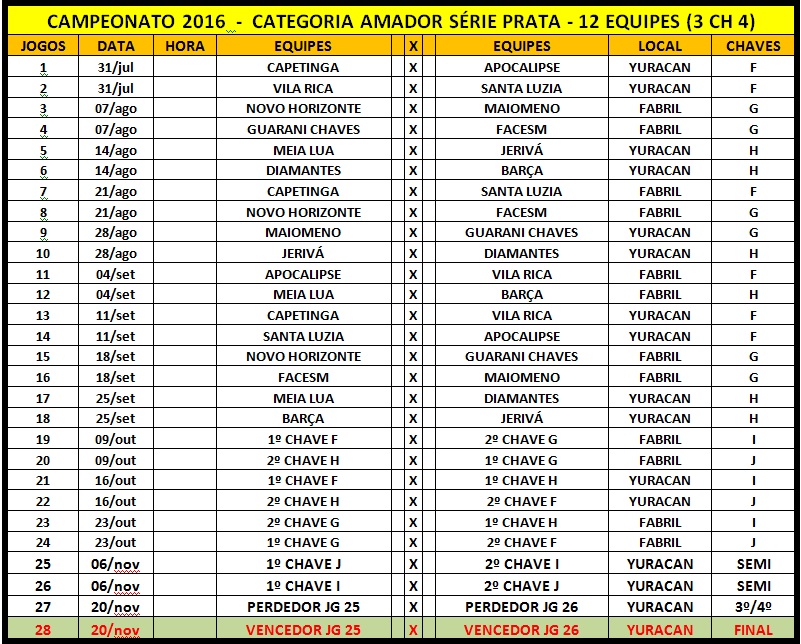 CAMPEONATO 2016 - CATEGORIA AMADOR SÉRIE PRATA - 12 EQUIPES (3 CH 4)
JOGOS DATA HORA EQUIPES X EQUIPES LOCAL CHAVES
1 31/jul CAPETINGA X APOCALIPSE YURACAN F
2 31/jul VILA RICA X SANTA LUZIA YURACAN F
3 07/ago NOVO HORIZONTE X MAIOMENO FABRIL G
4 07/ago GUARANI CHAVES X FACESM FABRIL G
5 14/ago MEIA LUA X JERIVÁ YURACAN H
6 14/ago DIAMANTES X BARÇA YURACAN H
7 21/ago CAPETINGA X SANTA LUZIA FABRIL F
8 21/ago NOVO HORIZONTE X FACESM FABRIL G
9 28/ago MAIOMENO X GUARANI CHAVES YURACAN G
10 28/ago JERIVÁ X DIAMANTES YURACAN H
11 04/set APOCALIPSE X VILA RICA FABRIL F
12 04/set MEIA LUA X BARÇA FABRIL H
13 11/set CAPETINGA X VILA RICA YURACAN F
14 11/set SANTA LUZIA X APOCALIPSE YURACAN F
15 18/set NOVO HORIZONTE X GUARANI CHAVES FABRIL G
16 18/set FACESM X MAIOMENO FABRIL G
17 25/set MEIA LUA X DIAMANTES YURACAN H
18 25/set BARÇA X JERIVÁ YURACAN H
19 09/out 1º CHAVE F X 2º CHAVE G FABRIL I
20 09/out 2º CHAVE H X 1º CHAVE G FABRIL J
21 16/out 1º CHAVE F X 1º CHAVE H YURACAN I
22 16/out 2º CHAVE H X 2º CHAVE F YURACAN J
23 23/out 2º CHAVE G X 1º CHAVE H FABRIL I
24 23/out 1º CHAVE G X 2º CHAVE F FABRIL J
25 06/nov 1º CHAVE J X 2º CHAVE I YURACAN SEMI
26 06/nov 1º CHAVE I X 2º CHAVE J YURACAN SEMI
27 20/nov PERDEDOR JG 25 X PERDEDOR JG 26 YURACAN 3º/4º
28 20/nov VENCEDOR JG 25 X VENCEDOR JG 26 YURACAN FINAL